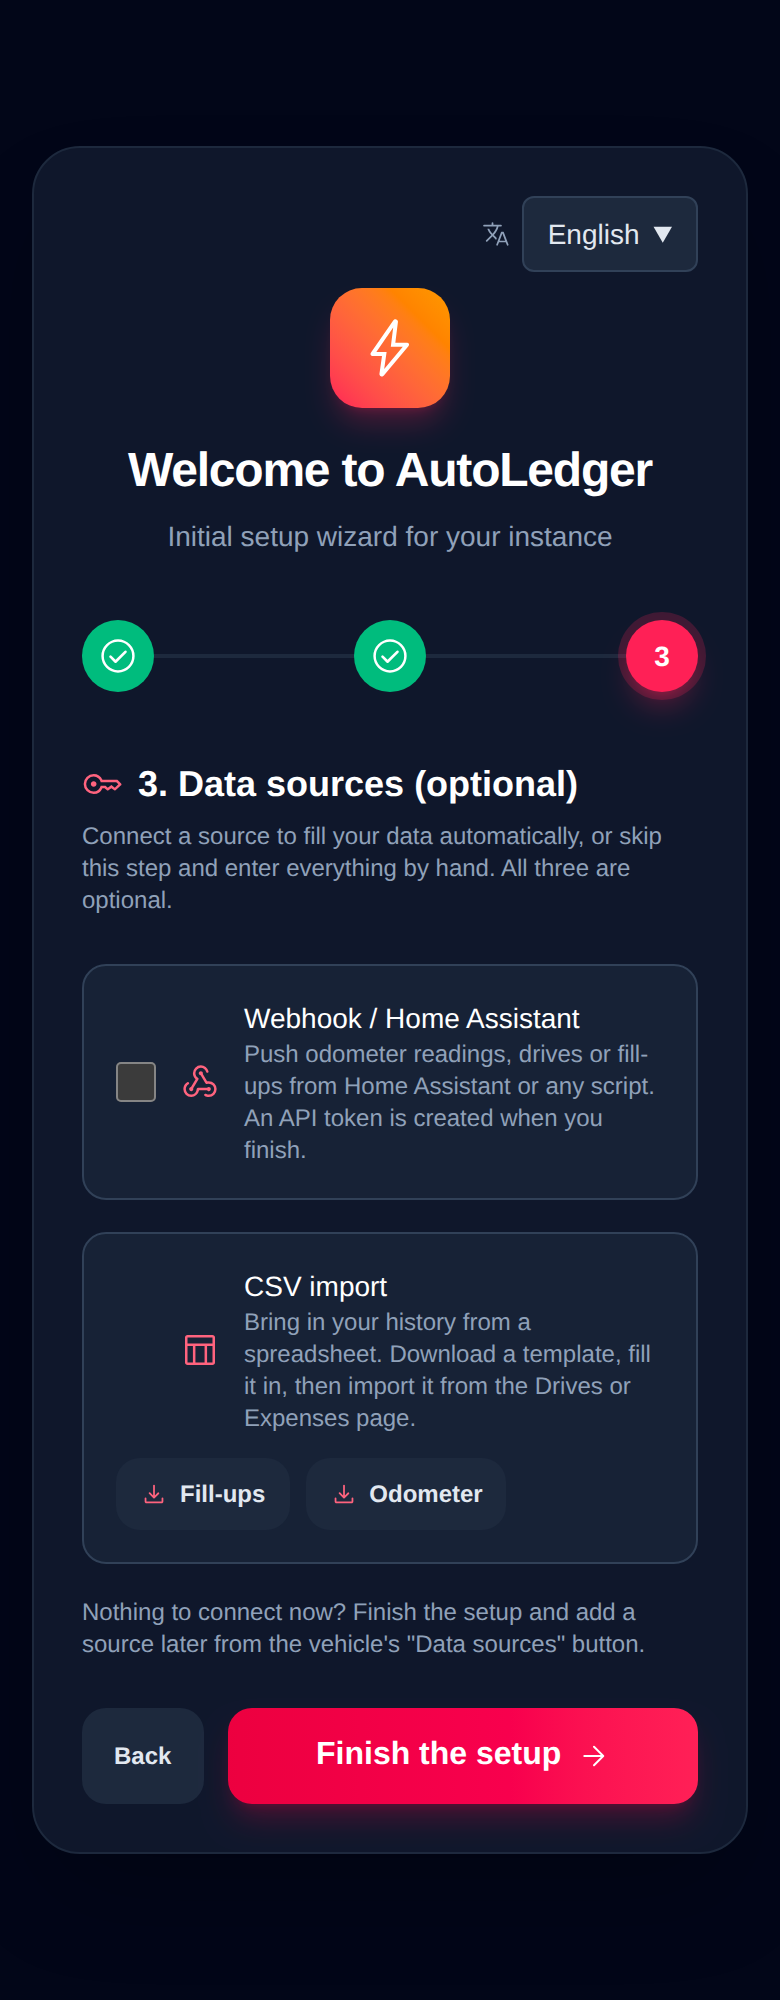 English ▼
Welcome to AutoLedger
Initial setup wizard for your instance
3
3. Data sources (optional)
Connect a source to fill your data automatically, or skip
this step and enter everything by hand. All three are
optional.
Webhook / Home Assistant
Push odometer readings, drives or fill-
ups from Home Assistant or any script.
An API token is created when you
finish.
CSV import
Bring in your history from a
spreadsheet. Download a template, fill
it in, then import it from the Drives or
Expenses page.
Fill-ups
Odometer
Nothing to connect now? Finish the setup and add a
source later from the vehicle's "Data sources" button.
Back
Finish the setup →